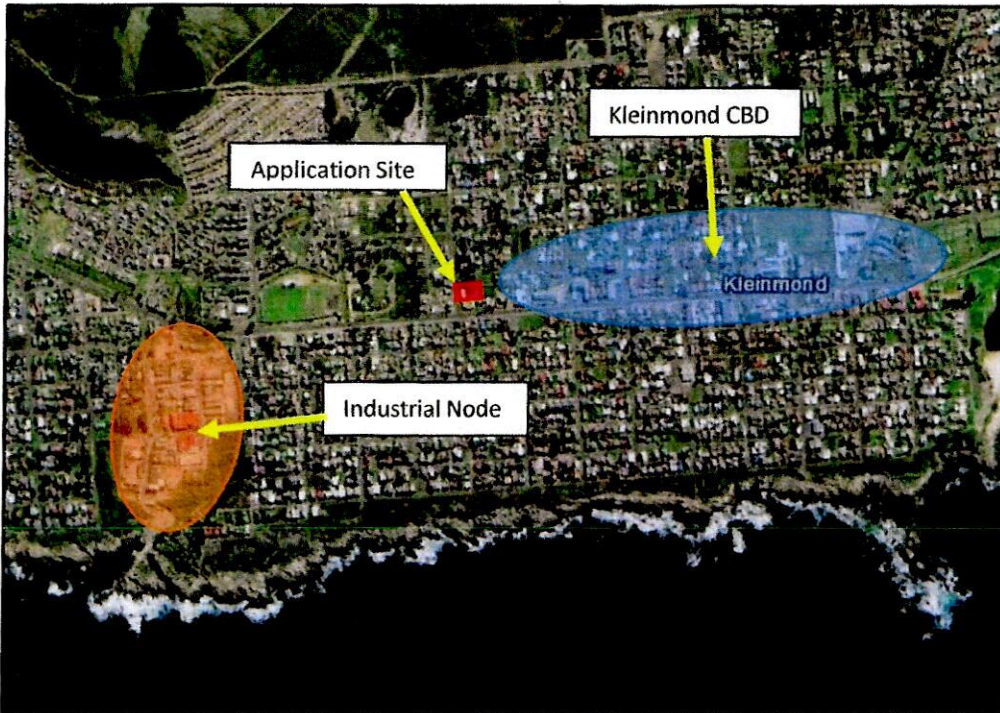 Kleinmond CBD
Application Site
Kleinmond
Industrial Node